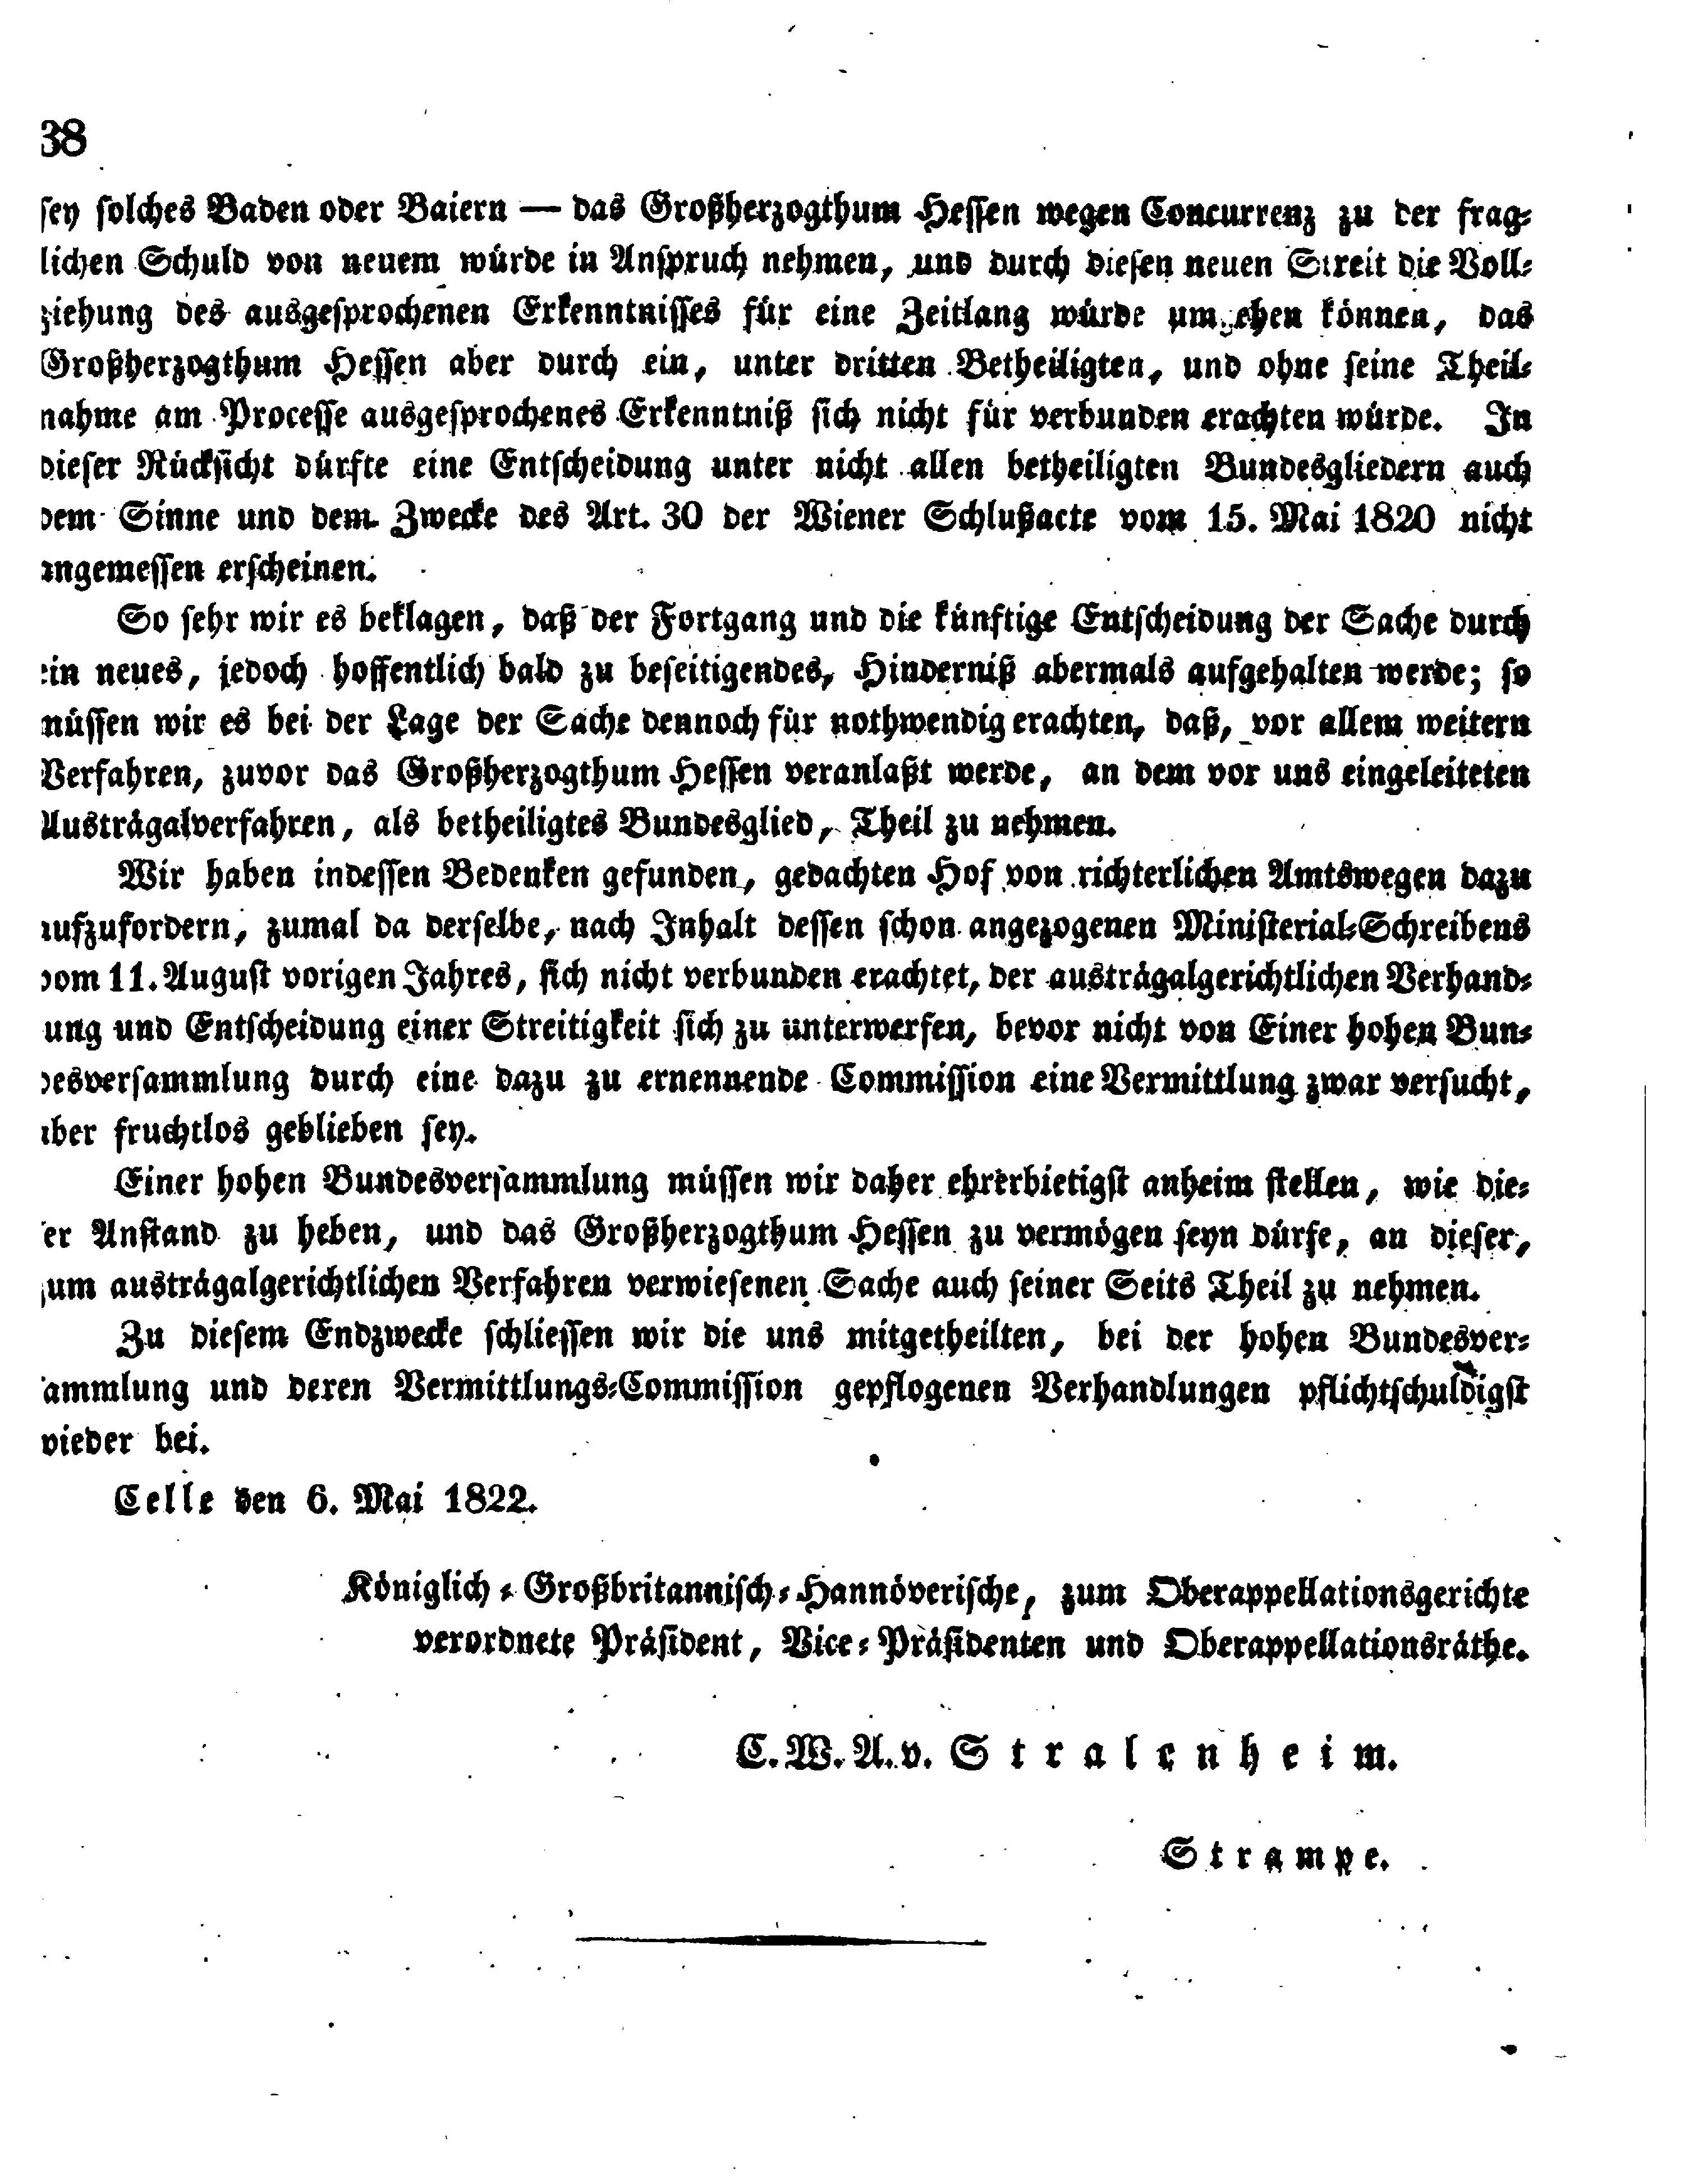 38
sey solches Baden oder Baiern — das Großherzogthum Hessen wegen Concurrenz zu der frag-
lichen Schuld von neuem würde in Anspruch nehmen, und durch diesen neuen Streit die Voll-
ziehung des ausgesprochenen Erkenntnisses für eine Zeitlang würde können, das
Großherzogthum Hessen aber durch ein, unter dritten Betheiligten, und ohne seine Theil-
nahme am Processe ausgesprochenes Erkenntniß sich nicht für verbunden erachten würde. In
dieser Rücksicht dürfte eine Entscheidung unter nicht allen betheiligten Bundesgliedern auch
dem Sinne und dem Zwecke des Art. 30 der Wiener Schlußacte vom 15. Mai 1820 nicht
angemessen erscheinen.
So sehr wir es beklagen, daß der Fortgang und die künftige Entscheidung der Sache durch
ein neues, jedoch hoffentlich bald zu beseitigendes, Hinderniß abermals aufgehalten werde; so
müssen wir es bei der Lage der Sache dennoch für nothwendig erachten, daß, vor allem weitern
Verfahren, zuvor das Großherzogthum Hessen veranlaßt werde, an dem vor uns eingeleiteten
Austrägalverfahren, als betheiligtes Bundesglied, Theil zu nehmen.
Wir haben indessen Bedenken gefunden, gedachten Hof von richterlichen Amtswegen dazu
aufzufordern, zumal da derselbe, nach Inhalt dessen schon angezogenen Ministerial-Schreibens
vom 11. August vorigen Jahres, sich nicht verbunden erachtet, der austrägalgerichtlichen Verhand-
lung und Entscheidung einer Streitigkeit sich zu unterwerfen, bevor nicht von Einer hohen Bun-
desversammlung durch eine dazu zu ernennende Commission eine Vermittlung zwar versucht,
aber fruchtlos geblieben sey.
Einer hohen Bundesversammlung müssen wir daher ehrerbietigst anheim stellen, wie die-
ser Anstand zu heben, und das Großherzogthum Hessen zu vermögen seyn dürfe, an dieser,
zum austrägalgerichtlichen Verfahren verwiesenen Sache auch seiner Seits Theil zu nehmen.
Zu diesem Endzwecke schliessen wir die uns mitgetheilten, bei der hohen Bundesver-
sammlung und deren Vermittlungs-Commission gepflogenen Verhandlungen pflichtschuldigst
wieder bei.
Celle den 6. Mai 1822.
Königlich-Großbritannisch-Hannöverische, zum Oberappellationsgerichte
verordnete Präsident, Vice-Präsidenten und Oberappellationsräthe.
C. W. A. v. Stralenheim.
Strampe.